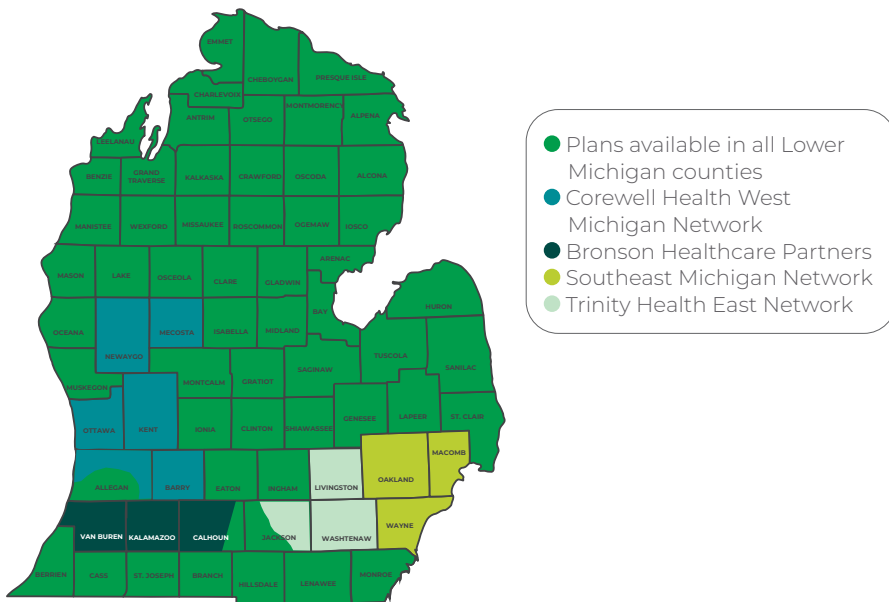 EMMET
CHEBOYGAN
PRESQUE ISLE
CHARLEVOIX
MONTMORENCY
ANTRIM
OTSEGO
ALPENA
LEELANAU
BENZIE
GRAND
TRAVERSE
KALKASKA
CRAWFORD
OSCODA
ALCONA
MANISTEE
WEXFORD
MISSAUKEE
ROSCOMMON
OGEMAW
IOSCO
ARENAC
MASON
LAKE
OSCEOLA
CLARE
GLADWIN
HURON
BAY
OCEANA
MECOSTA
ISABELLA
MIDLAND
NEWAYGO
TUSCOLA
SANILAC
SAGINAW
MUSKEGON
MONTCALM
GRATIOT
OTTAWA
KENT
IONIA
CLINTON
SHIAWASSEE
GENESEE
LAPEER
ST. CLAIR
MACOMB
ALLEGAN
BARRY
EATON
INGHAM
LIVINGSTON
OAKLAND
VAN BUREN
KALAMAZOO
CALHOUN
JACKSON
WASHTENAW
WAYNE
BERRIEN
CASS
ST. JOSEPH
BRANCH
HILLSDALE
LENAWEE
MONROE
Plans available in all Lower
Michigan counties
Corewell Health West
Michigan Network
Bronson Healthcare Partners
Southeast Michigan Network
Trinity Health East Network